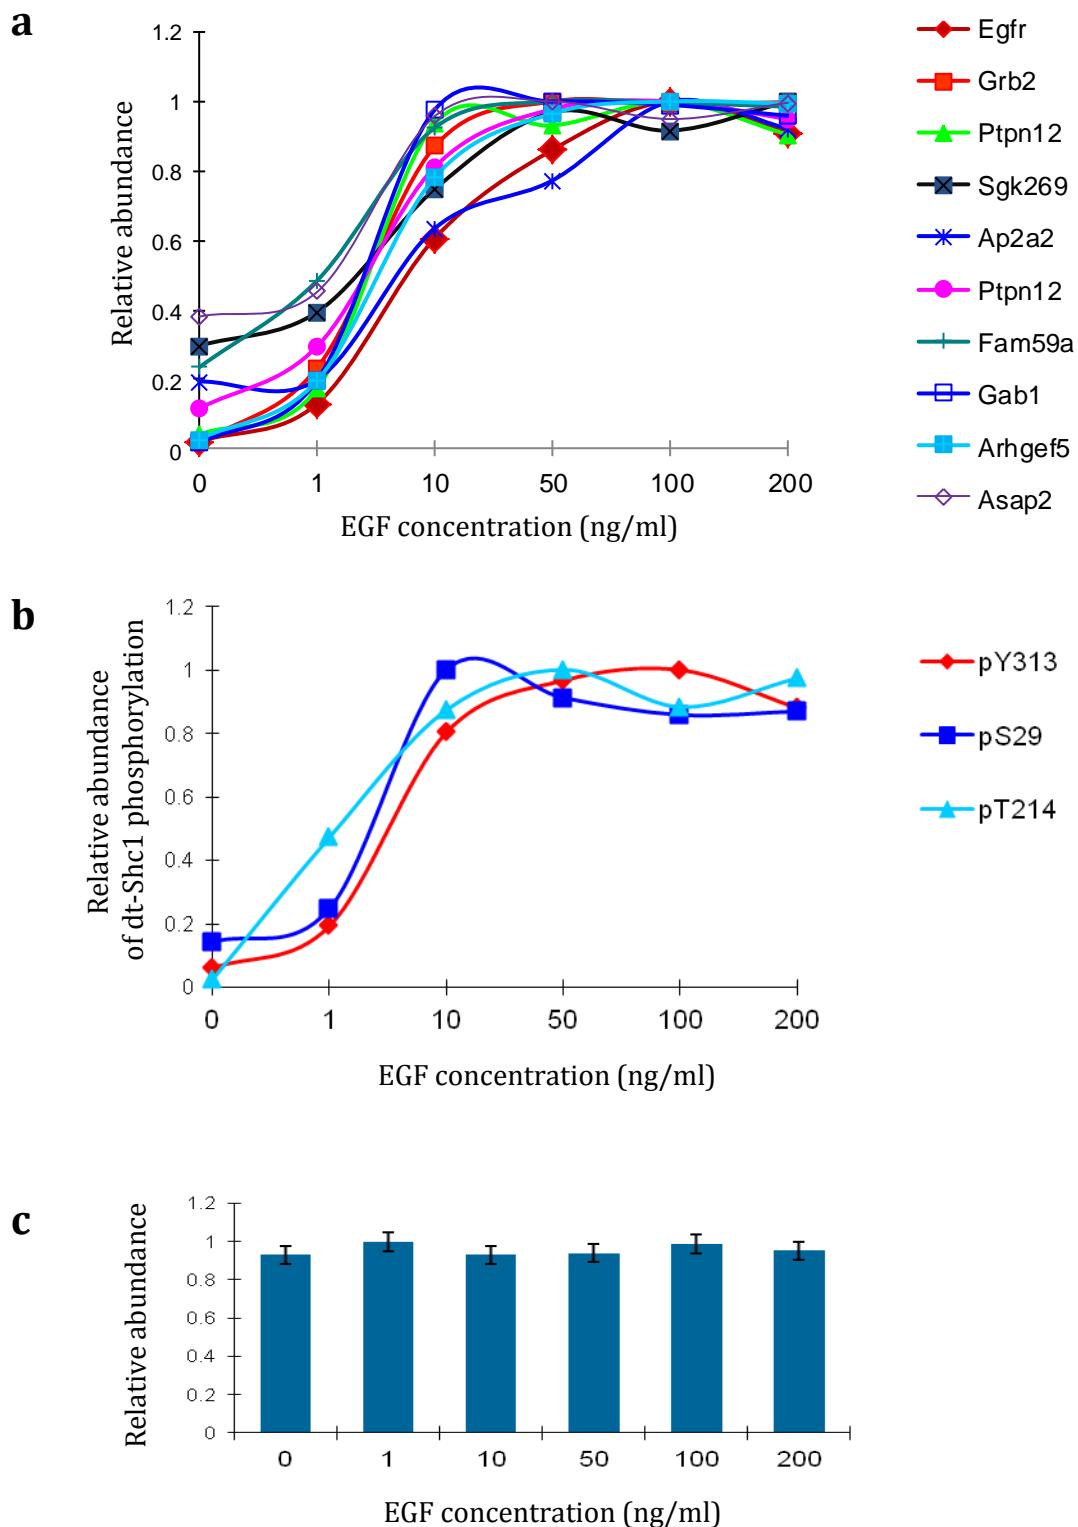 a
1.2
1
0.8
0.6
0.4
0.2
0
Relative abundance
0 1 10 50 100 200
EGF concentration (ng/ml)
Egfr
Grb2
Ptpn12
Sgk269
Ap2a2
Ptpn12
Fam59a
Gab1
Arhgef5
Asap2
b
1.2
1
0.8
0.6
0.4
0.2
0
Relative abundance
of dt-Shc1 phosphorylation
0 1 10 50 100 200
EGF concentration (ng/ml)
pY313
pS29
pT214
c
1.2
1
0.8
0.6
0.4
0.2
0
Relative abundance
0 1 10 50 100 200
EGF concentration (ng/ml)